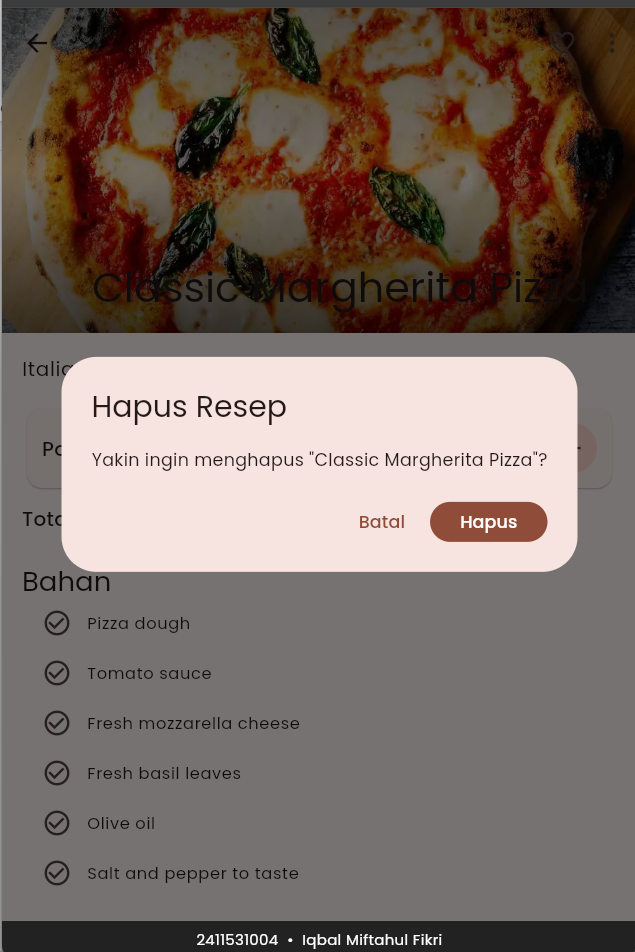 Classic Margherita Pizza
Hapus Resep
Yakin ingin menghapus "Classic Margherita Pizza"?
Batal
Hapus
Bahan
Pizza dough
Tomato sauce
Fresh mozzarella cheese
Fresh basil leaves
Olive oil
Salt and pepper to taste
2411531004 • Iqbal Miftahul Fikri